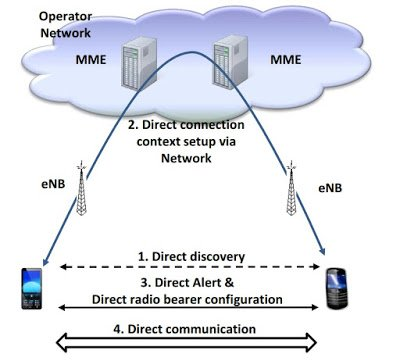 Operator
Network
MME
MME
2. Direct connection
context setup via
Network
eNB
eNB
1. Direct discovery
3. Direct Alert &
Direct radio bearer configuration
4. Direct communication